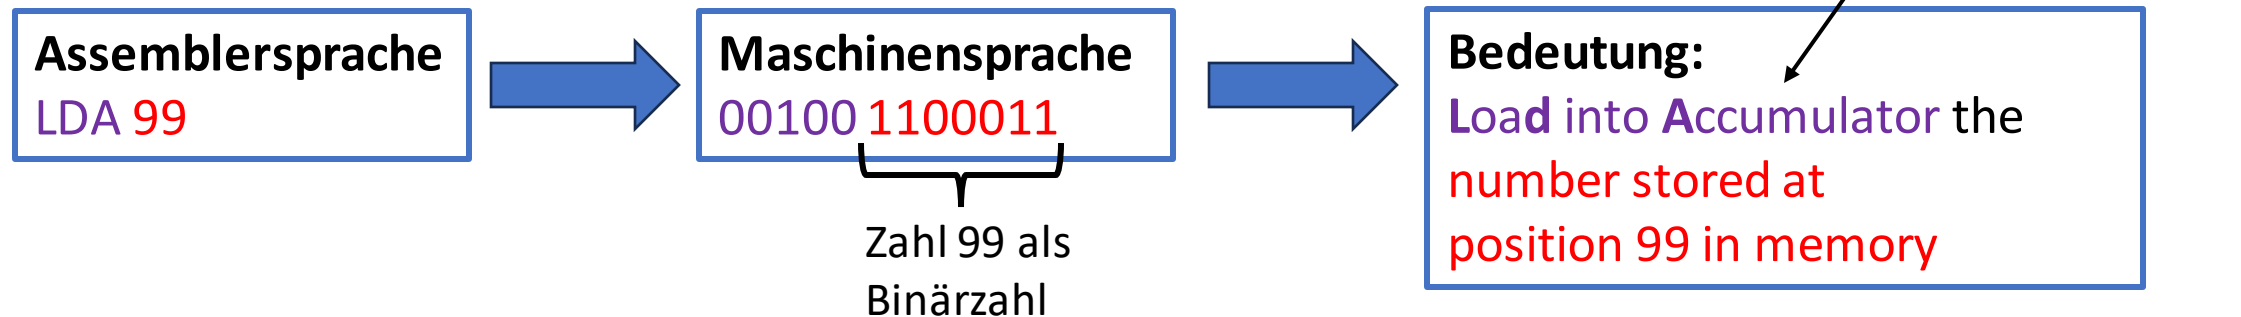 Assemblersprache
LDA 99
Maschinensprache
00100 1100011
Zahl 99 als
Binärzahl
Bedeutung:
Load into Accumulator the
number stored at
position 99 in memory